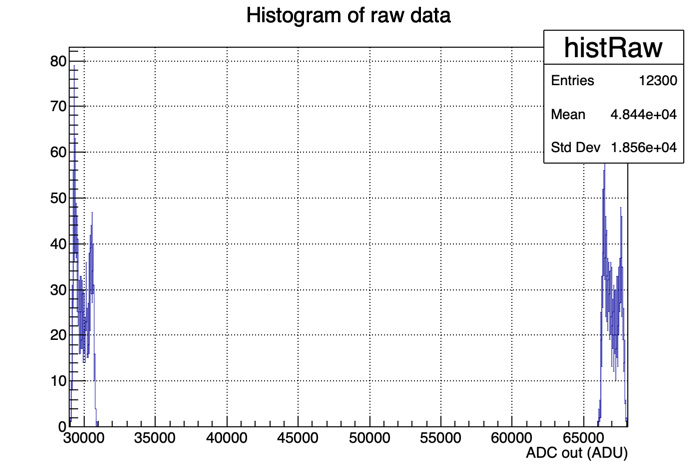 Histogram of raw data
histRaw
Entries 12300
Mean 4.844e+04
Std Dev 1.856e+04
80
70
60
50
40
30
20
10
0
30000 35000 40000 45000 50000 55000 60000 65000
ADC out (ADU)